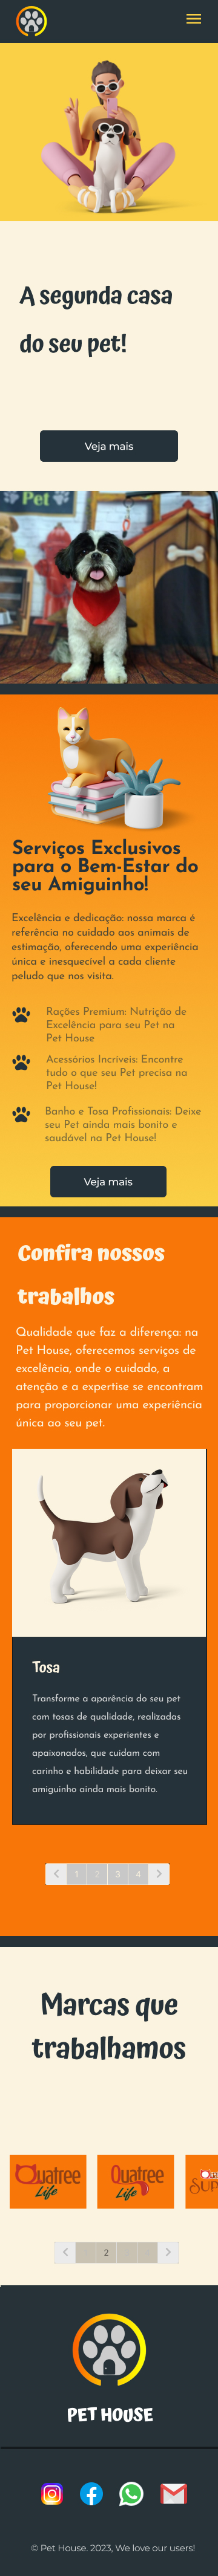 A segunda casa
do seu pet!
Veja mais
Pet
Serviços Exclusivos
para o Bem-Estar do
seu Amiguinho!
Excelência e dedicação: nossa marca é
referência no cuidado aos animais de
estimação, oferecendo uma experiência
única e inesquecível a cada cliente
peludo que nos visita.
Rações Premium: Nutrição de
Excelência para seu Pet na
Pet House
Acessórios Incríveis: Encontre
tudo o que seu Pet precisa na
Pet House!
Banho e Tosa Profissionais: Deixe
seu Pet ainda mais bonito e
saudável na Pet House!
Veja mais
Confira nossos
trabalhos
Qualidade que faz a diferença: na
Pet House, oferecemos serviços de
excelência, onde o cuidado, a
atenção e a expertise se encontram
para proporcionar uma experiência
única ao seu pet.
Tosa
Transforme a aparência do seu pet
com tosas de qualidade, realizadas
por profissionais experientes e
apaixonados, que cuidam com
carinho e habilidade para deixar seu
amiguinho ainda mais bonito.
1 2 3 4
Marcas que
trabalhamos
Quatree Life Quatree Life
2
PET HOUSE
© Pet House. 2023, We love our users!